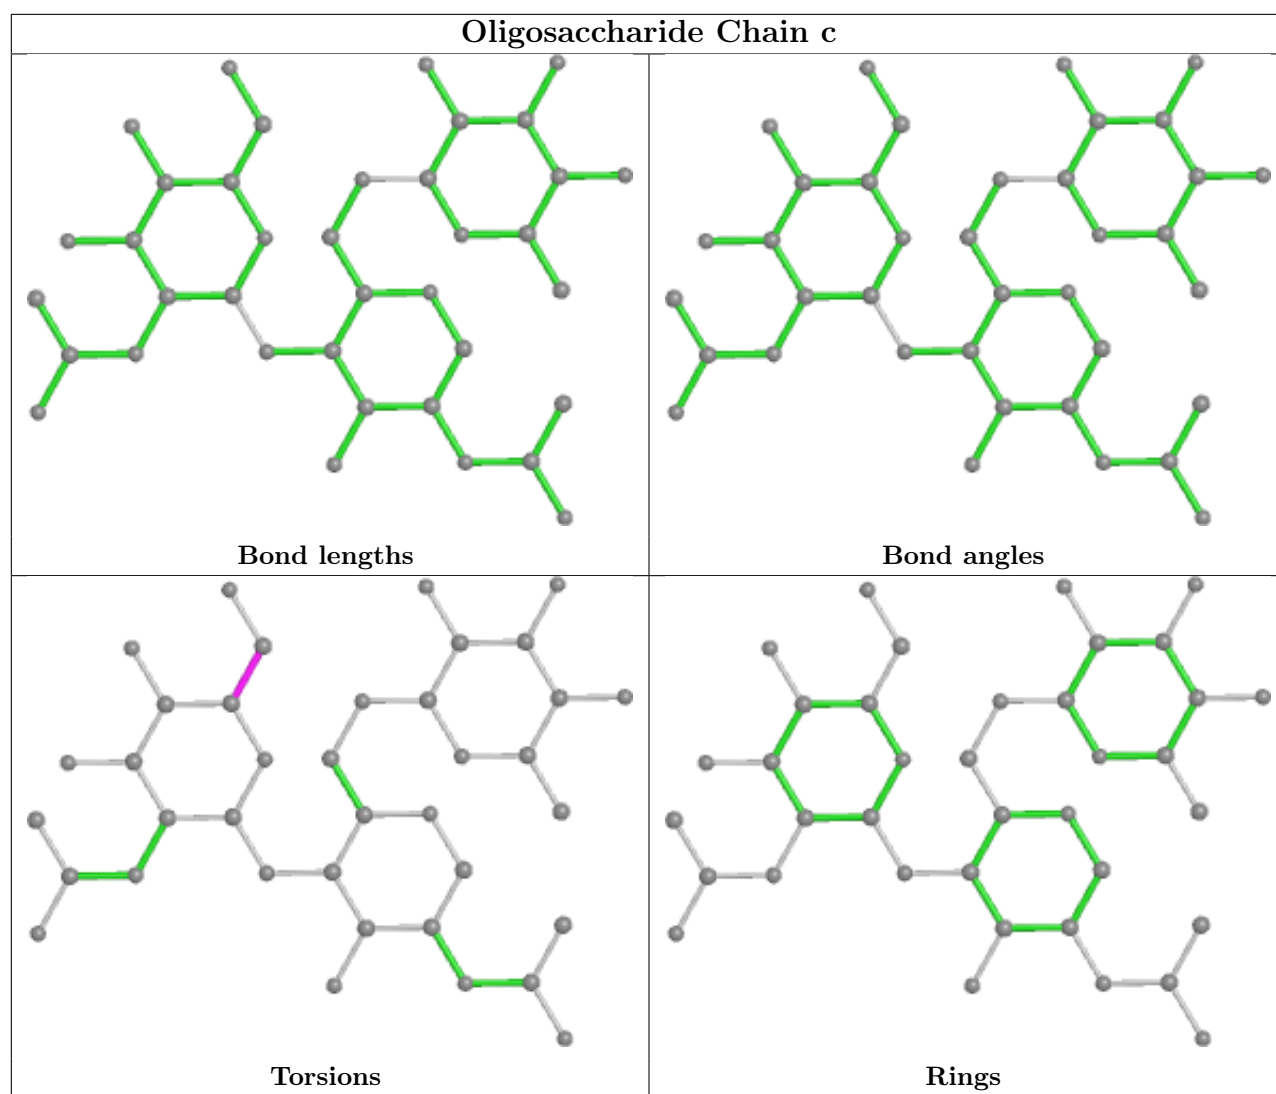 Oligosaccharide Chain c
Bond lengths
Bond angles
Torsions
Rings